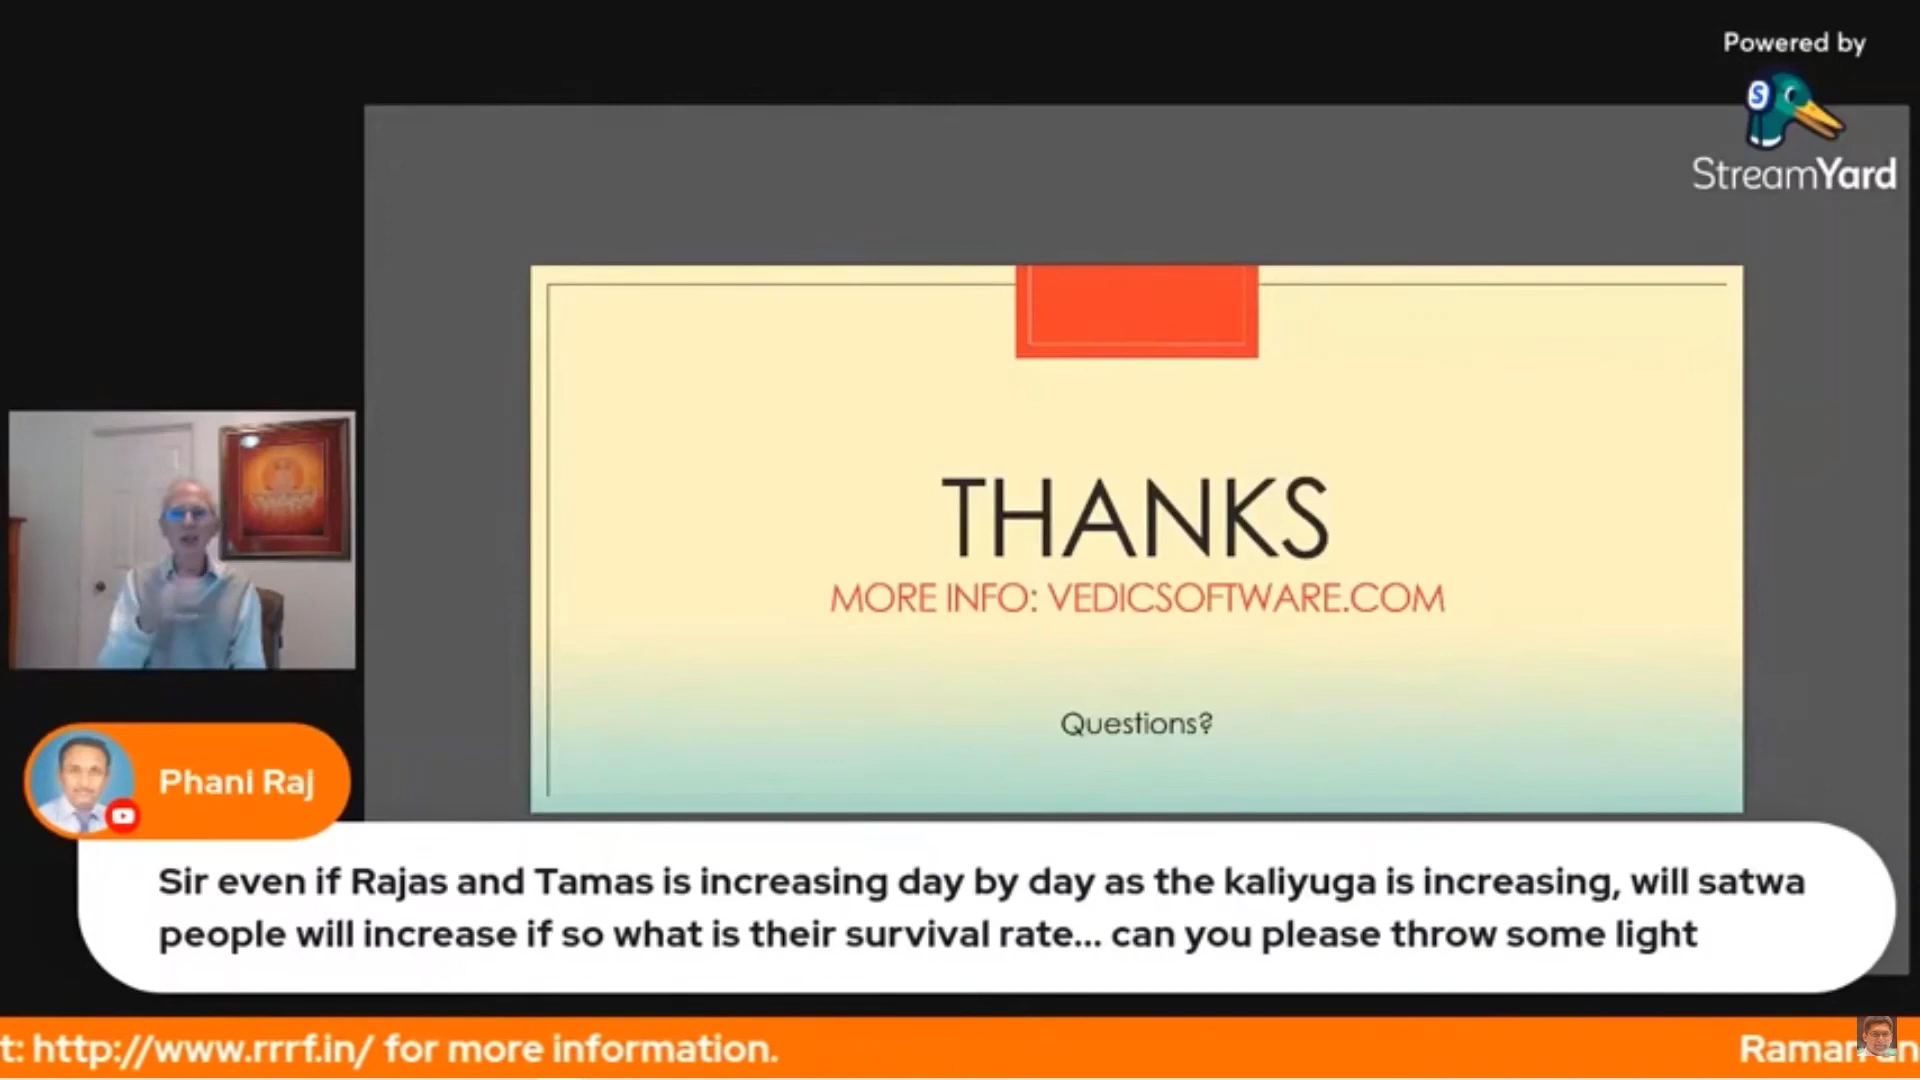 Powered by
StreamYard
THANKS
MORE INFO: VEDICSOFTWARE.COM
Questions?
Phani Raj
Sir even if Rajas and Tamas is increasing day by day as the kaliyuga is increasing, will satwa
people will increase if so what is their survival rate... can you please throw some light
t: http://www.rrrf.in/ for more information.